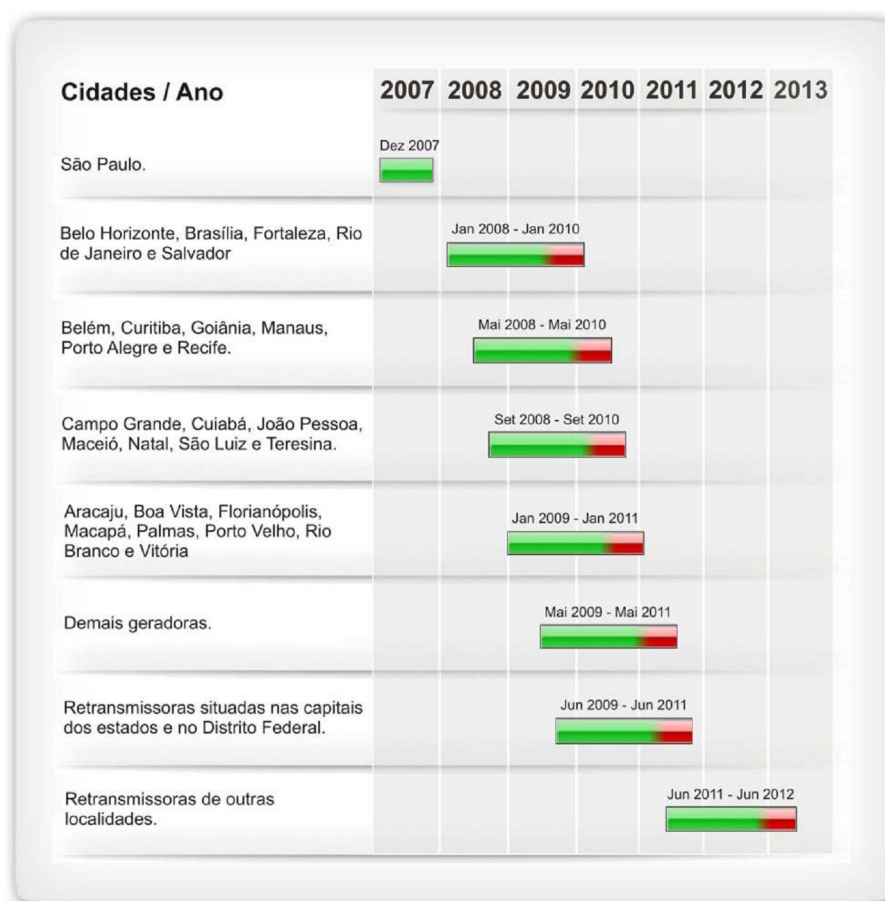 Cidades / Ano 2007 2008 2009 2010 2011 2012 2013
Dez 2007
São Paulo.
Jan 2008 - Jan 2010
Belo Horizonte, Brasília, Fortaleza, Rio
de Janeiro e Salvador
Mai 2008 - Mai 2010
Belém, Curitiba, Goiânia, Manaus,
Porto Alegre e Recife.
Set 2008 - Set 2010
Campo Grande, Cuiabá, João Pessoa,
Maceió, Natal, São Luiz e Teresina.
Jan 2009 - Jan 2011
Aracaju, Boa Vista, Florianópolis,
Macapá, Palmas, Porto Velho, Rio
Branco e Vitória
Mai 2009 - Mai 2011
Demais geradoras.
Jun 2009 - Jun 2011
Retransmissoras situadas nas capitais
dos estados e no Distrito Federal.
Jun 2011 - Jun 2012
Retransmissoras de outras
localidades.